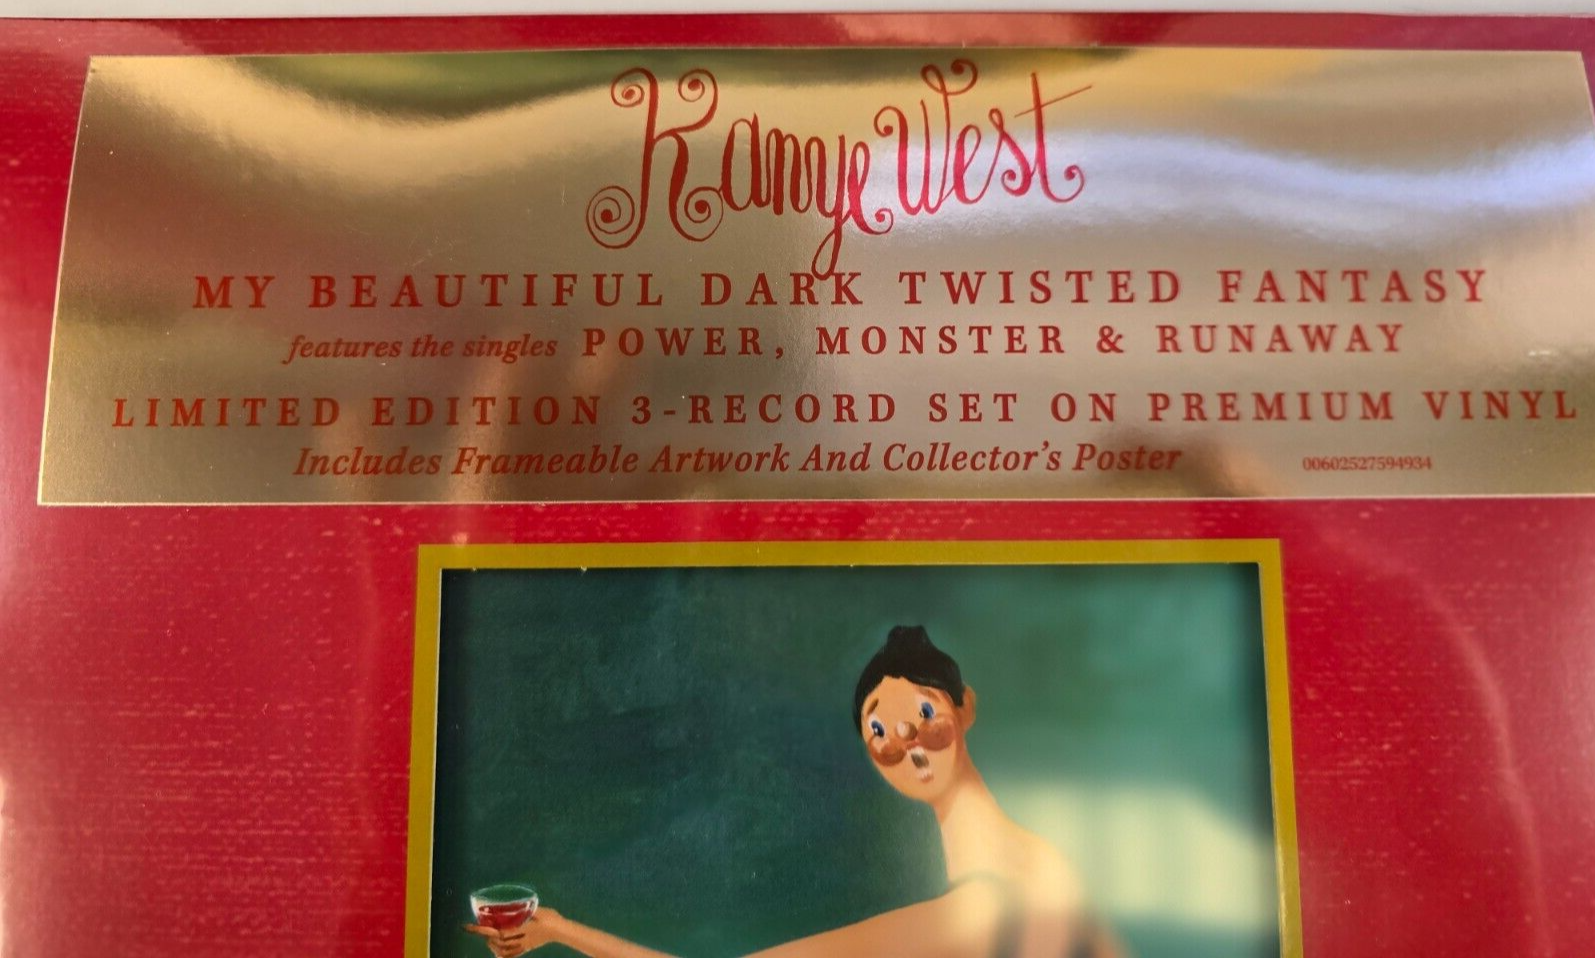 Kanye West
MY BEAUTIFUL DARK TWISTED FANTASY
features the singles POWER, MONSTER & RUNAWAY
LIMITED EDITION 3-RECORD SET ON PREMIUM VINYL
Includes Frameable Artwork And Collector's Poster 00602527594934